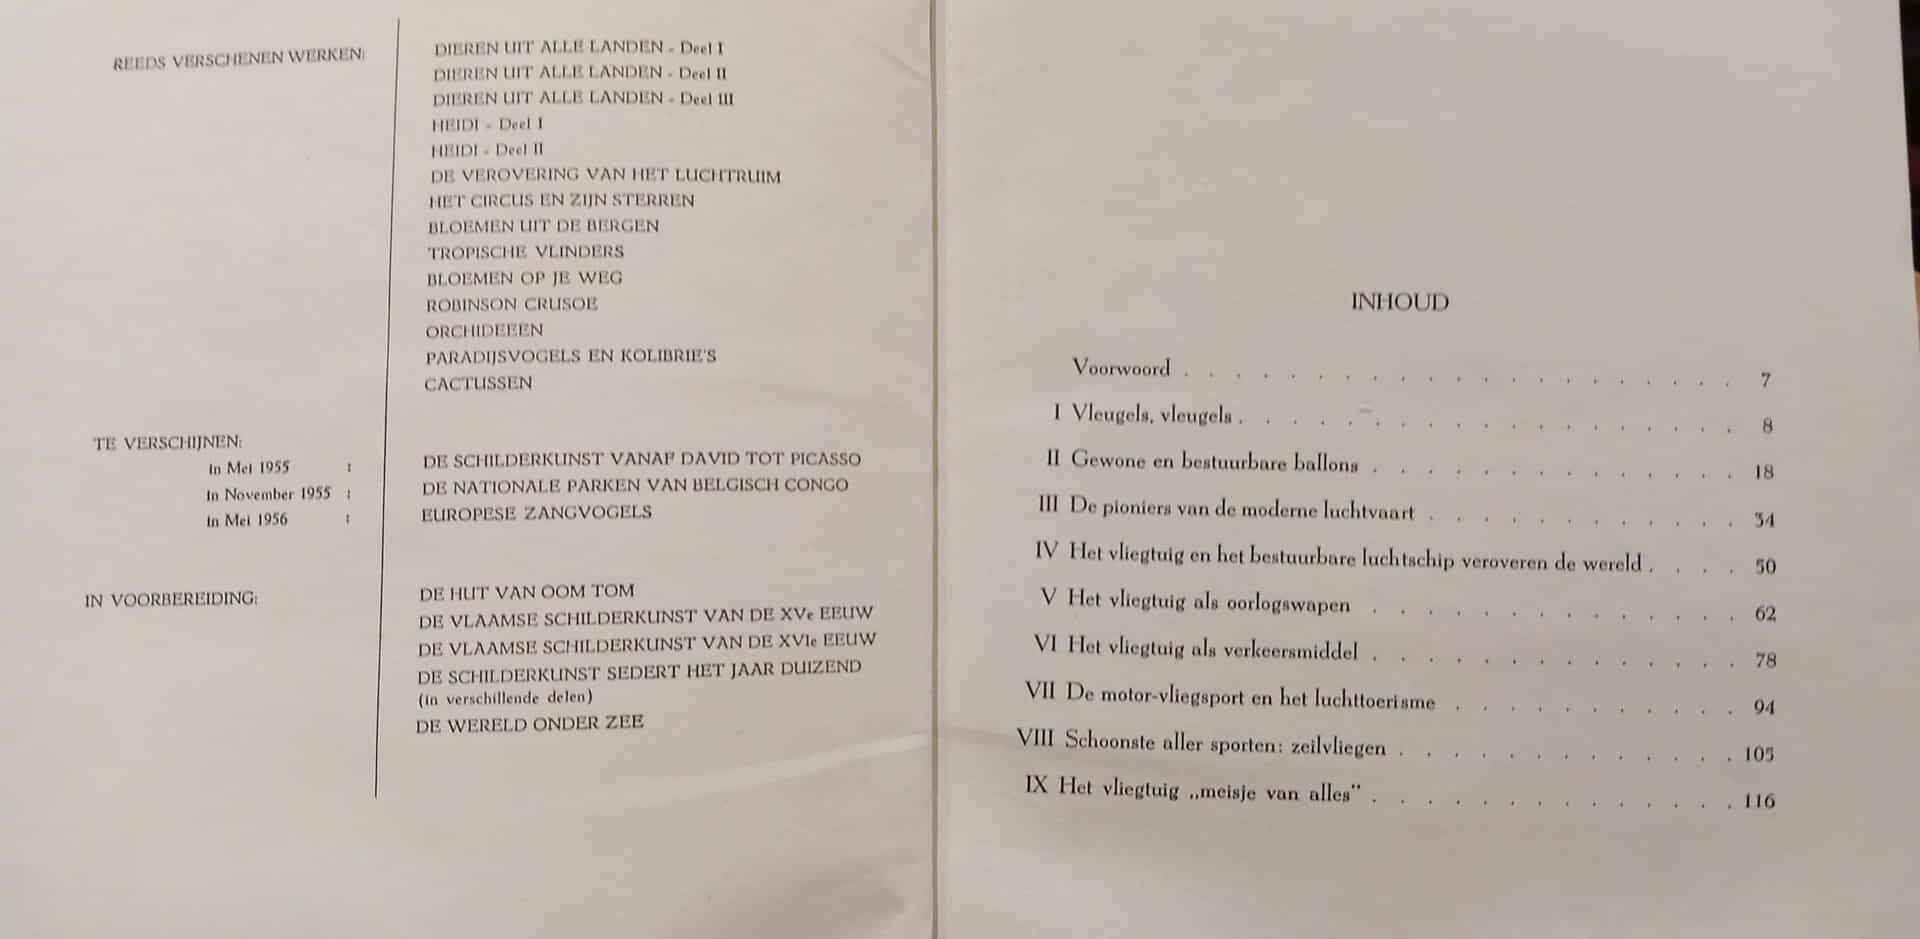 REEDS VERSCHENEN WERKEN:
DIEREN UIT ALLE LANDEN - Deel I
DIEREN UIT ALLE LANDEN - Deel II
DIEREN UIT ALLE LANDEN - Deel III
HEIDI - Deel I
HEIDI - Deel II
DE VEROVERING VAN HET LUCHTRUIM
HET CIRCUS EN ZIJN STERREN
BLOEMEN UIT DE BERGEN
TROPISCHE VLINDERS
BLOEMEN OP JE WEG
ROBINSON CRUSOE
ORCHIDEEEN
PARADIJSVOGELS EN KOLIBRIE'S
CACTUSSEN
TE VERSCHIJNEN:
In Mei 1955 : DE SCHILDERKUNST VANAF DAVID TOT PICASSO
In November 1955 : DE NATIONALE PARKEN VAN BELGISCH CONGO
In Mei 1956 : EUROPESE ZANGVOGELS
IN VOORBEREIDING: DE HUT VAN OOM TOM
DE VLAAMSE SCHILDERKUNST VAN DE XVe EEUW
DE VLAAMSE SCHILDERKUNST VAN DE XVIe EEUW
DE SCHILDERKUNST SEDERT HET JAAR DUIZEND
(in verschillende delen)
DE WERELD ONDER ZEE
INHOUD
Voorwoord . . . . . . . . . . . . . . . . . . . . . 7
I Vleugels, vleugels . . . . . . . . . . . . . . . . . . . 8
II Gewone en bestuurbare ballons . . . . . . . . . . . . . . 18
III De pioniers van de moderne luchtvaart . . . . . . . . . . . . 34
IV Het vliegtuig en het bestuurbare luchtschip veroveren de wereld . . . . 50
V Het vliegtuig als oorlogswapen . . . . . . . . . . . . . . 62
VI Het vliegtuig als verkeersmiddel . . . . . . . . . . . . . . 78
VII De motor-vliegsport en het luchttoerisme . . . . . . . . . . . 94
VIII Schoonste aller sporten: zeilvliegen . . . . . . . . . . . . . 105
IX Het vliegtuig „meisje van alles" . . . . . . . . . . . . . . 116